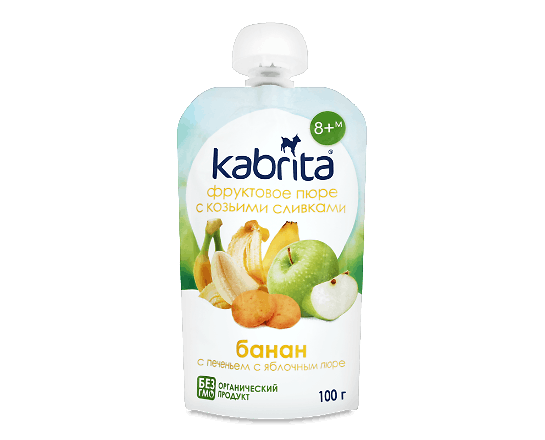 8+ м
kabrita®
фруктовое пюре
с козьими сливками
банан
с печеньем с яблочным пюре
БЕЗ ГМО
ОРГАНИЧЕСКИЙ
ПРОДУКТ
100 г